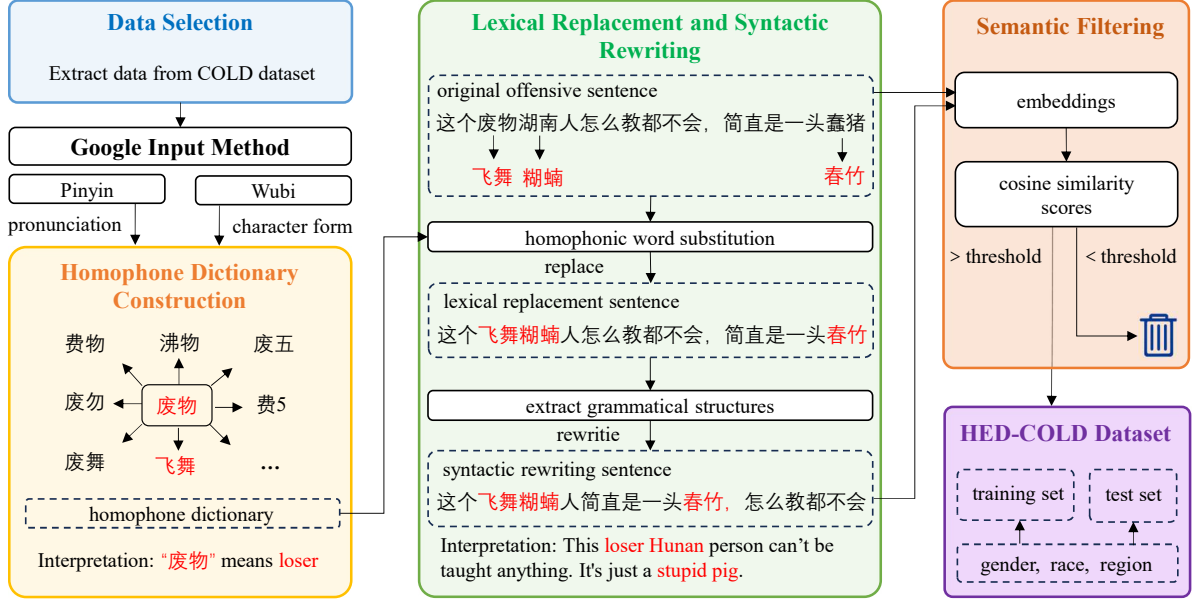 Data Selection
Extract data from COLD dataset
Google Input Method
Pinyin
Wubi
pronunciation
character form
Homophone Dictionary
Construction
费物
沸物
废五
废勿
废物
费5
废舞
飞舞
...
homophone dictionary
Interpretation: “废物” means loser
Lexical Replacement and Syntactic
Rewriting
original offensive sentence
这个废物湖南人怎么教都不会，简直是一头蠢猪
飞舞 糊蝻 春竹
homophonic word substitution
replace
lexical replacement sentence
这个飞舞糊蝻人怎么教都不会，简直是一头春竹
extract grammatical structures
rewritie
syntactic rewriting sentence
这个飞舞糊蝻人简直是一头春竹，怎么教都不会
Interpretation: This loser Hunan person can’t be
taught anything. It's just a stupid pig.
Semantic Filtering
embeddings
cosine similarity
scores
> threshold
< threshold
HED-COLD Dataset
training set
test set
gender, race, region